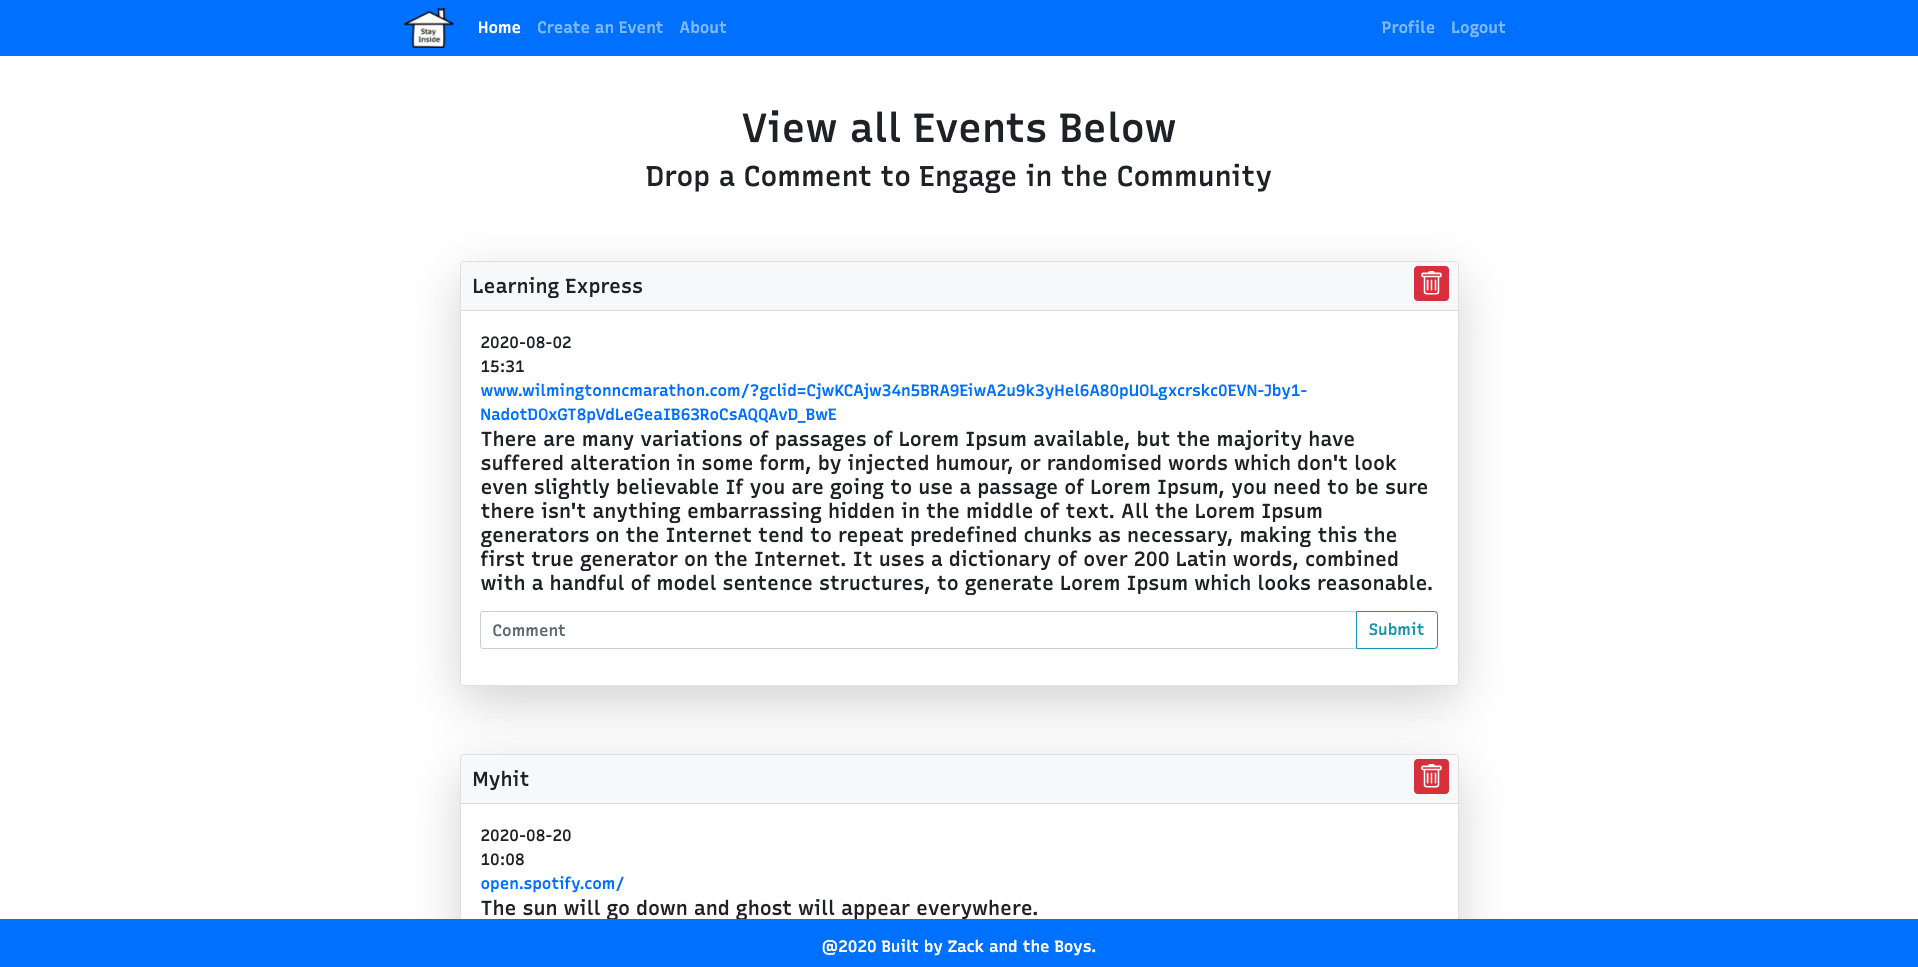 Stay
Inside
Home Create an Event About Profile Logout
View all Events Below
Drop a Comment to Engage in the Community
Learning Express
2020-08-02
15:31
www.wilmingtonncmarathon.com/?gclid=CjwKCAjw34n5BRA9EiwA2u9k3yHel6A80pUOLgxcrskc0EVN-Jby1-
NadotDOxGT8pVdLeGeaIB63RoCsAQQAvD_BwE
There are many variations of passages of Lorem Ipsum available, but the majority have
suffered alteration in some form, by injected humour, or randomised words which don't look
even slightly believable If you are going to use a passage of Lorem Ipsum, you need to be sure
there isn't anything embarrassing hidden in the middle of text. All the Lorem Ipsum
generators on the Internet tend to repeat predefined chunks as necessary, making this the
first true generator on the Internet. It uses a dictionary of over 200 Latin words, combined
with a handful of model sentence structures, to generate Lorem Ipsum which looks reasonable.
Comment Submit
Myhit
2020-08-20
10:08
open.spotify.com/
The sun will go down and ghost will appear everywhere.
@2020 Built by Zack and the Boys.